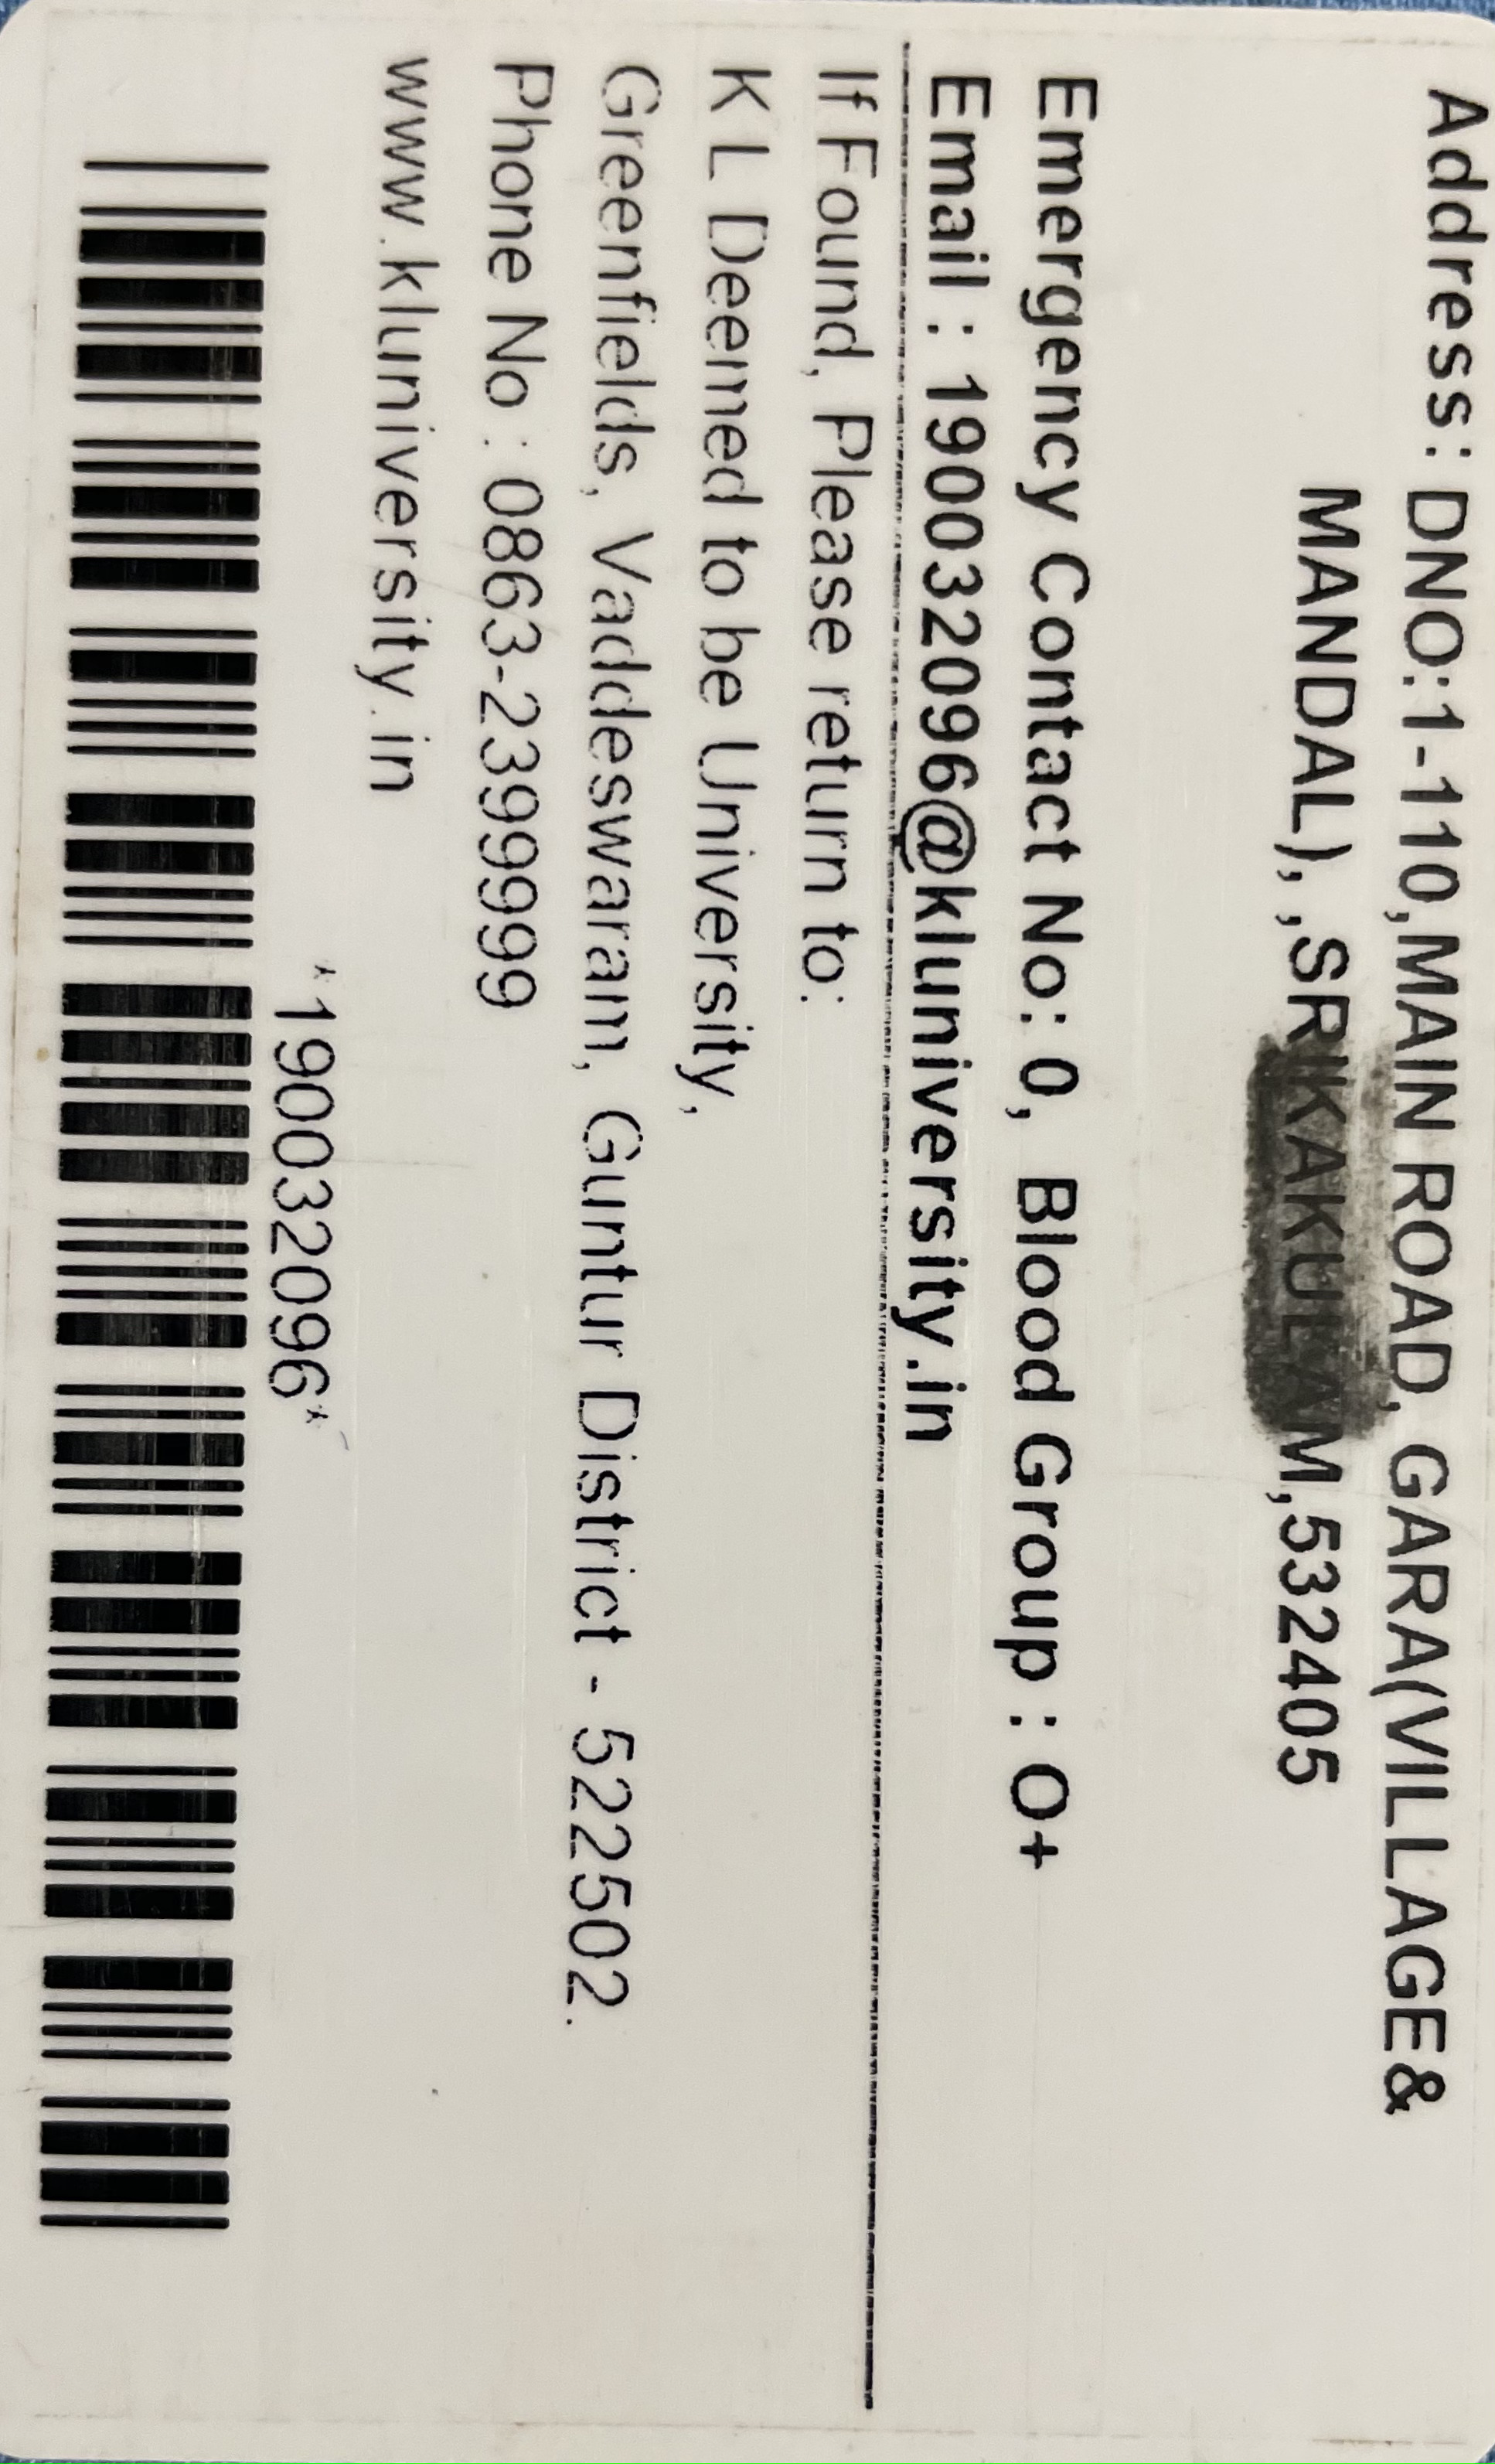 Address: DNO:1-110,MAIN ROAD, GARA(VILLAGE&
MANDAL), ,SRIKAKULAM,532405
Emergency Contact No: 0, Blood Group : O+
Email : 190032096@kluniversity.in
If Found, Please return to:
K L Deemed to be University,
Greenfields, Vaddeswaram, Guntur District - 522502.
Phone No : 0863-2399999
www.kluniversity.in
*190032096*